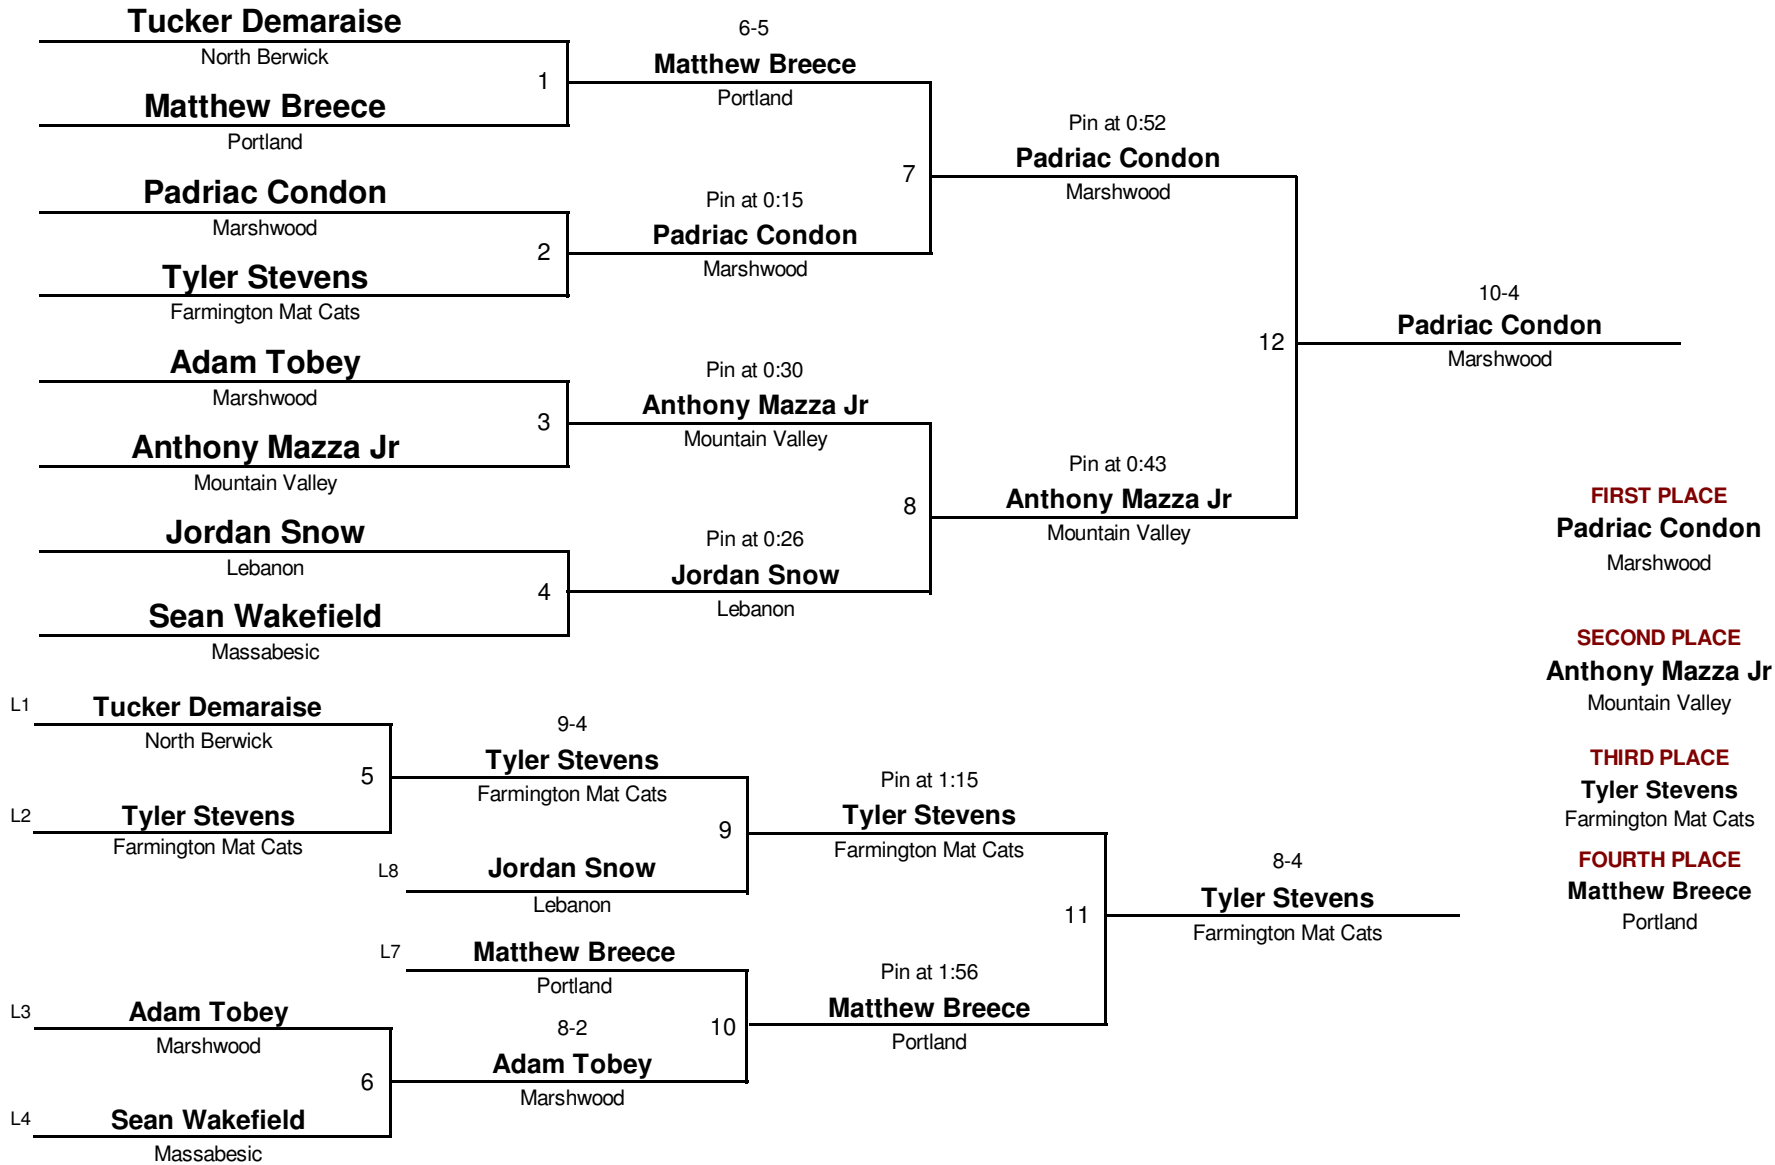 Tucker Demaraise
North Berwick
1
Matthew Breece
Portland
6-5
Matthew Breece
Portland
Padriac Condon
Marshwood
2
Tyler Stevens
Farmington Mat Cats
Pin at 0:15
Padriac Condon
Marshwood
7
Pin at 0:52
Padriac Condon
Marshwood
Adam Tobey
Marshwood
3
Anthony Mazza Jr
Mountain Valley
Pin at 0:30
Anthony Mazza Jr
Mountain Valley
Jordan Snow
Lebanon
4
Sean Wakefield
Massabesic
Pin at 0:26
Jordan Snow
Lebanon
8
Pin at 0:43
Anthony Mazza Jr
Mountain Valley
12
10-4
Padriac Condon
Marshwood
FIRST PLACE
Padriac Condon
Marshwood
SECOND PLACE
Anthony Mazza Jr
Mountain Valley
THIRD PLACE
Tyler Stevens
Farmington Mat Cats
FOURTH PLACE
Matthew Breece
Portland
L1
Tucker Demaraise
North Berwick
5
L2
Tyler Stevens
Farmington Mat Cats
9-4
Tyler Stevens
Farmington Mat Cats
9
L8
Jordan Snow
Lebanon
Pin at 1:15
Tyler Stevens
Farmington Mat Cats
L7
Matthew Breece
Portland
L3
Adam Tobey
Marshwood
6
L4
Sean Wakefield
Massabesic
8-2
Adam Tobey
Marshwood
10
Pin at 1:56
Matthew Breece
Portland
11
8-4
Tyler Stevens
Farmington Mat Cats